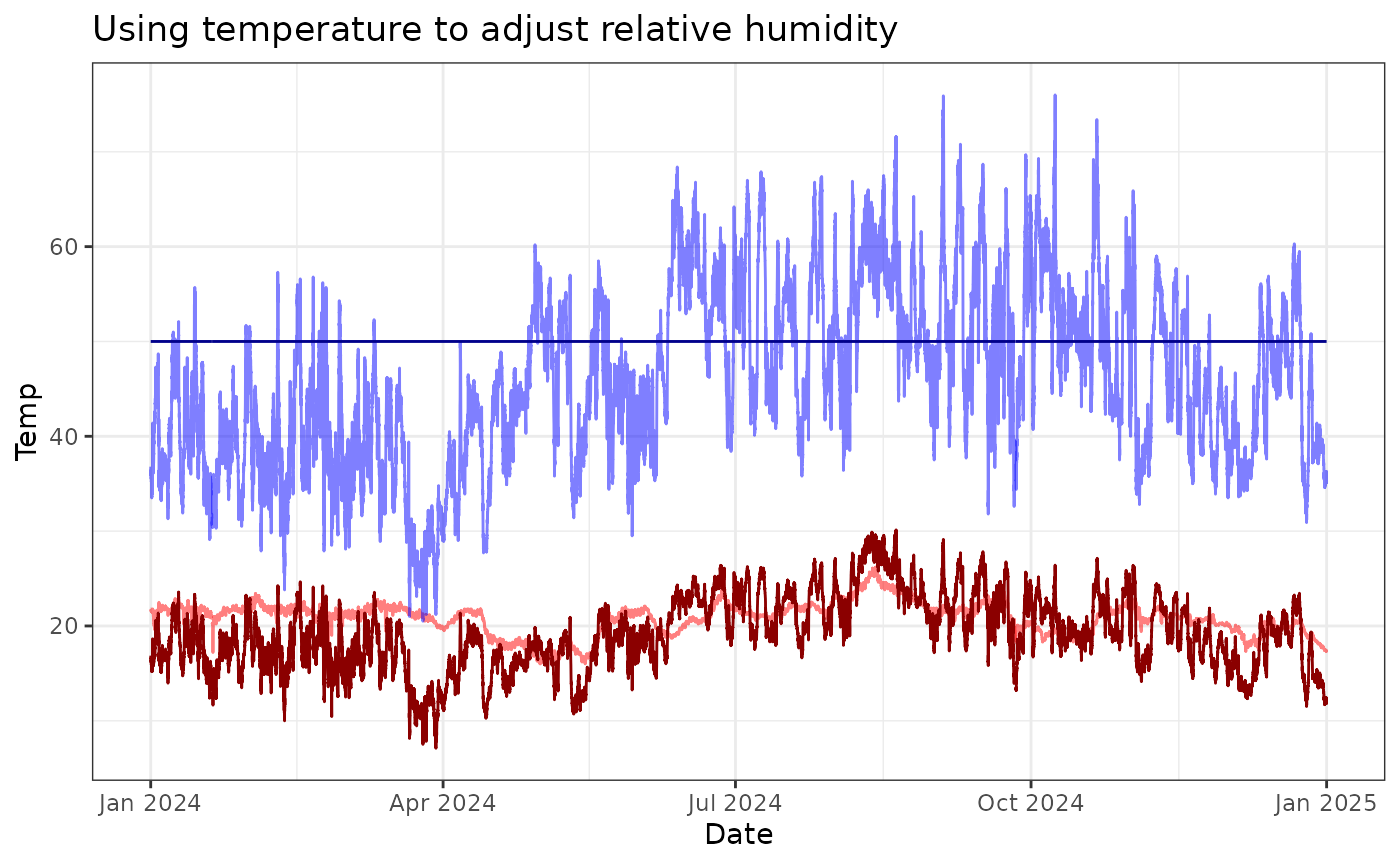 Using temperature to adjust relative humidity
Temp
60
40
20
Jan 2024
Apr 2024
Jul 2024
Oct 2024
Jan 2025
Date